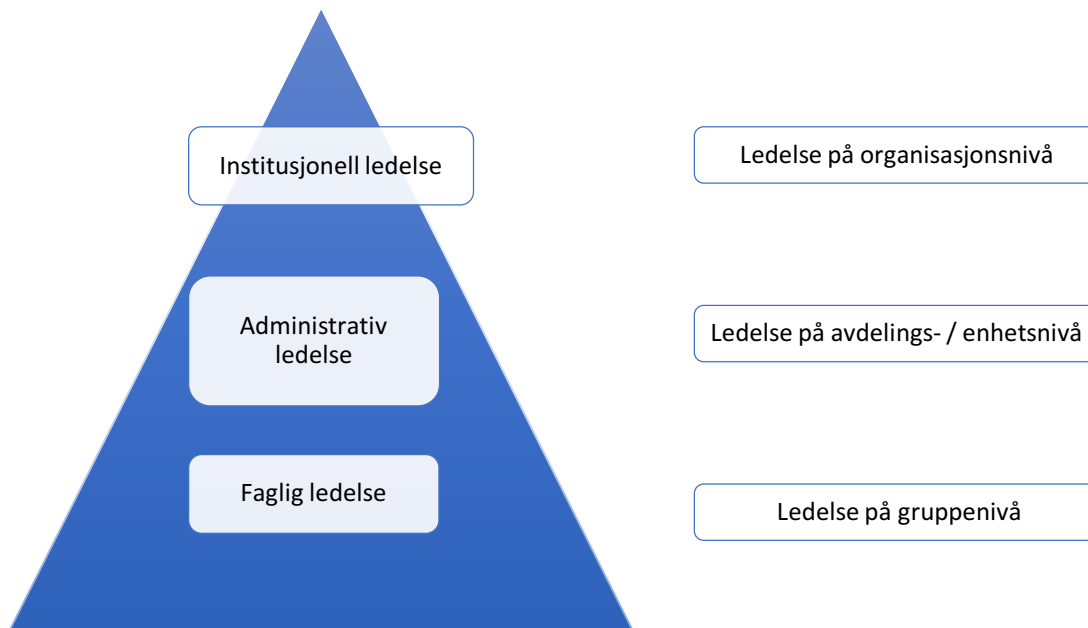 Institusjonell ledelse
Ledelse på organisasjonsnivå
Administrativ
ledelse
Ledelse på avdelings- / enhetsnivå
Faglig ledelse
Ledelse på gruppenivå